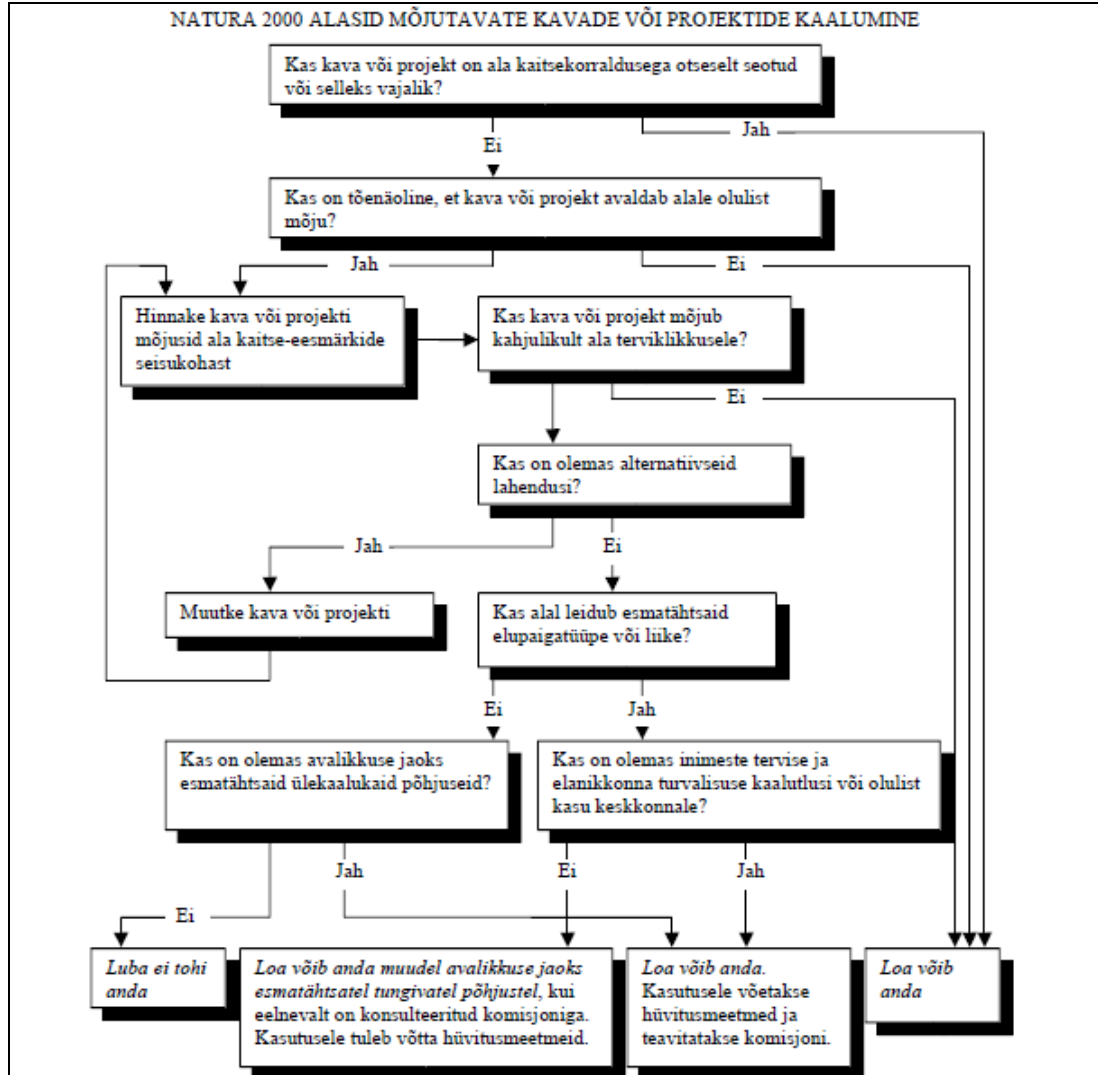 NATURA 2000 ALASID MÕJUTAVATE KAVADE VÕI PROJEKTIDE KAALUMINE
Kas kava või projekt on ala kaitsekorraldusega otseselt seotud
või selleks vajalik?
Ei
Jah
Kas on tõenäoline, et kava või projekt avaldab alale olulist
mõju?
Jah
Ei
Hinnake kava või projekti
mõjusid ala kaitse-eesmärkide
seisukohast
Kas kava või projekt mõjub
kahjulikult ala terviklikkusele?
Ei
Kas on olemas alternatiivseid
lahendusi?
Jah
Ei
Muutke kava või projekti
Kas alal leidub esmatähtsaid
elupaigatüüpe või liike?
Ei
Jah
Kas on olemas avalikkuse jaoks
esmatähtsaid ülekaalukaid põhjuseid?
Kas on olemas inimeste tervise ja
elanikkonna turvalisuse kaalutlusi või olulist
kasu keskkonnale?
Ei
Jah
Ei
Jah
Luba ei tohi
anda
Loa võib anda muudel avalikkuse jaoks
esmatähtsatel tungivatel põhjustel, kui
eelnevalt on konsulteeritud komisjoniga.
Kasutusele tuleb võtta hüvitusmeetmeid.
Loa võib anda.
Kasutusele võetakse
hüvitusmeetmed ja
teavitatakse komisjoni.
Loa võib
anda